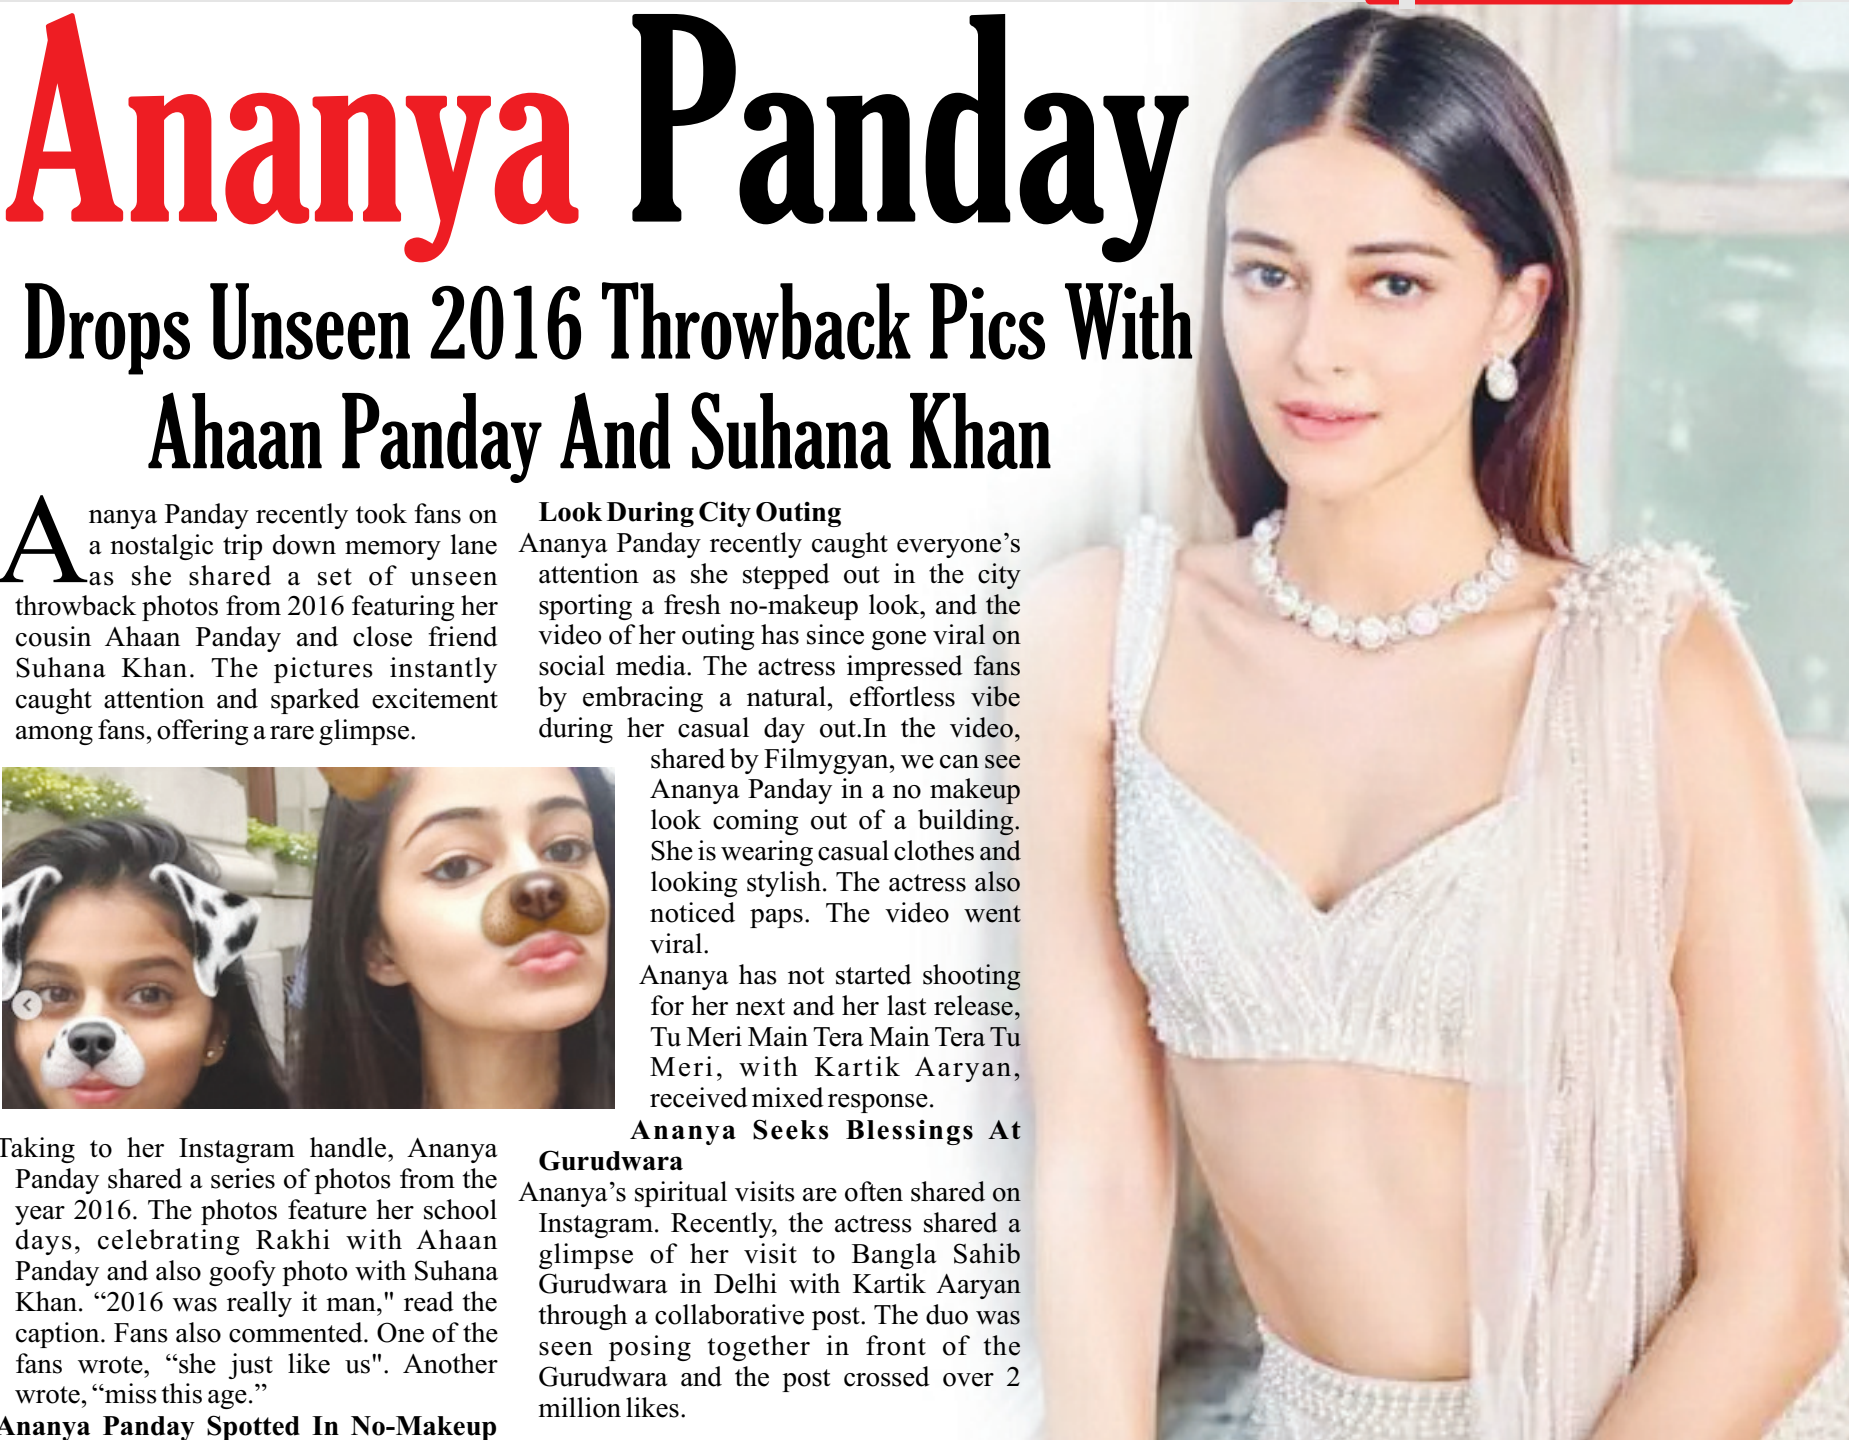 Ananya Panday
Drops Unseen 2016 Throwback Pics With
Ahaan Panday And Suhana Khan
Ananya Panday recently took fans on
a nostalgic trip down memory lane
as she shared a set of unseen
throwback photos from 2016 featuring her
cousin Ahaan Panday and close friend
Suhana Khan. The pictures instantly
caught attention and sparked excitement
among fans, offering a rare glimpse.
Taking to her Instagram handle, Ananya
Panday shared a series of photos from the
year 2016. The photos feature her school
days, celebrating Rakhi with Ahaan
Panday and also goofy photo with Suhana
Khan. “2016 was really it man," read the
caption. Fans also commented. One of the
fans wrote, “she just like us". Another
wrote, “miss this age.”
Ananya Panday Spotted In No-Makeup
Look During City Outing
Ananya Panday recently caught everyone’s
attention as she stepped out in the city
sporting a fresh no-makeup look, and the
video of her outing has since gone viral on
social media. The actress impressed fans
by embracing a natural, effortless vibe
during her casual day out.In the video,
shared by Filmygyan, we can see
Ananya Panday in a no makeup
look coming out of a building.
She is wearing casual clothes and
looking stylish. The actress also
noticed paps. The video went
viral.
Ananya has not started shooting
for her next and her last release,
Tu Meri Main Tera Main Tera Tu
Meri, with Kartik Aaryan,
received mixed response.
Ananya Seeks Blessings At
Gurudwara
Ananya’s spiritual visits are often shared on
Instagram. Recently, the actress shared a
glimpse of her visit to Bangla Sahib
Gurudwara in Delhi with Kartik Aaryan
through a collaborative post. The duo was
seen posing together in front of the
Gurudwara and the post crossed over 2
million likes.